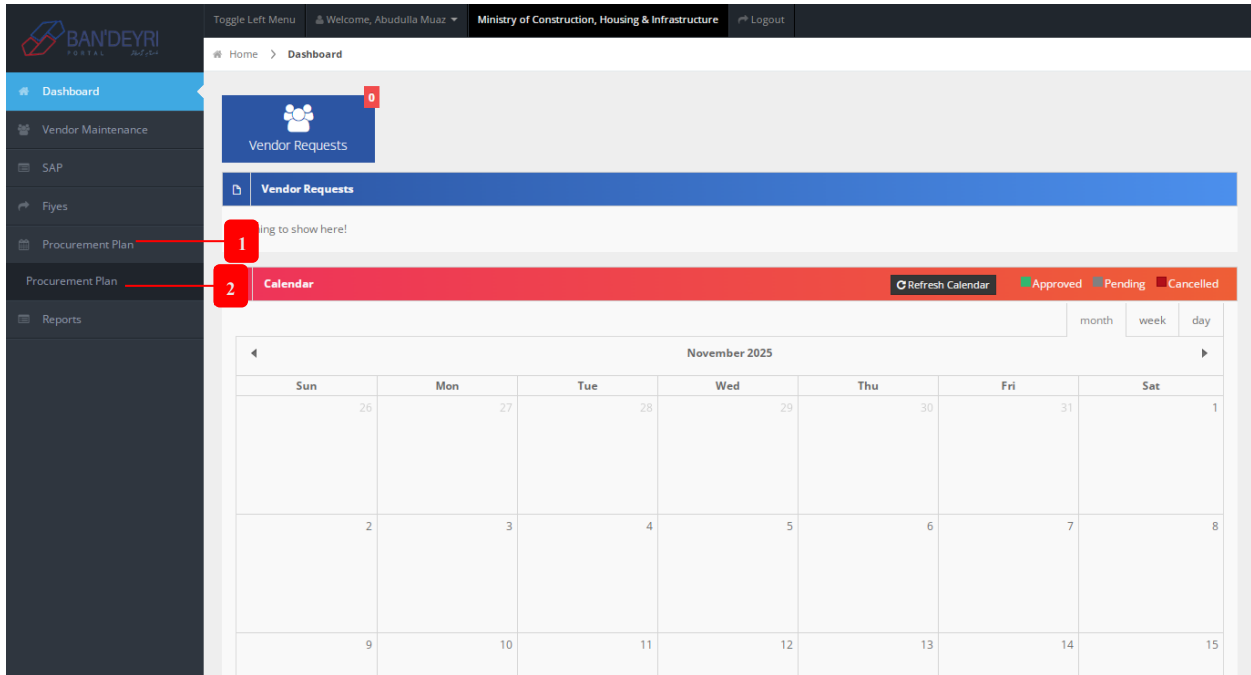 BAN'DEYRI
PORTAL
Toggle Left Menu
Welcome, Abudulla Muaz
Ministry of Construction, Housing & Infrastructure
Logout
Home > Dashboard
Dashboard
Vendor Maintenance
SAP
Fiyes
Procurement Plan
Procurement Plan
Reports
1
2
0
Vendor Requests
Vendor Requests
ing to show here!
Calendar
Refresh Calendar
Approved Pending Cancelled
month week day
November 2025
Sun Mon Tue Wed Thu Fri Sat
26 27 28 29 30 31 1
2 3 4 5 6 7 8
9 10 11 12 13 14 15